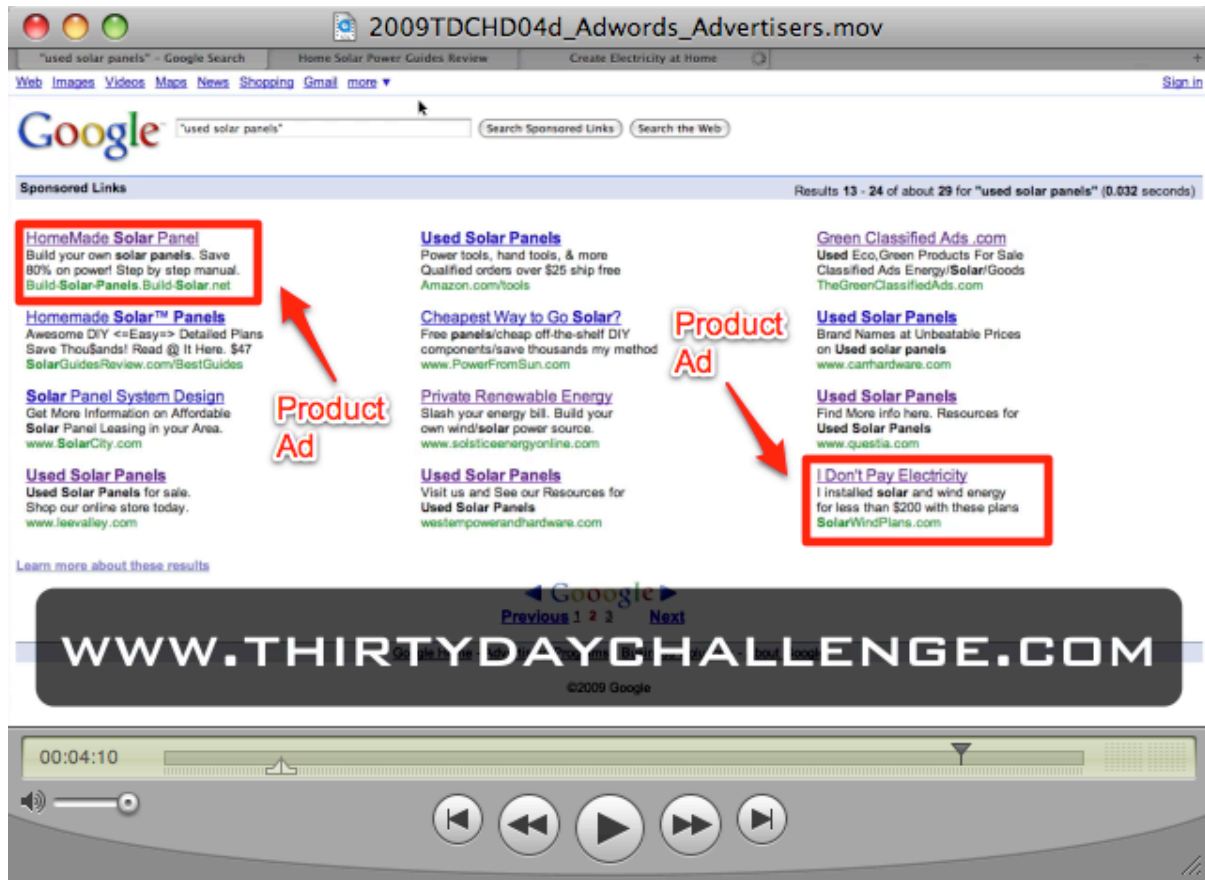 2009TDCHD04d_Adwords_Advertisers.mov
"used solar panels" - Google Search
Home Solar Power Guides Review
Create Electricity at Home
Web Images Videos Maps News Shopping Gmail more ▼
Sign in
Google
"used solar panels"
Search Sponsored Links
Search the Web
Sponsored Links
Results 13 - 24 of about 29 for "used solar panels" (0.032 seconds)
HomeMade Solar Panel
Build your own solar panels. Save
80% on power! Step by step manual.
Build-Solar-Panels.Build-Solar.net
Homemade Solar™ Panels
Awesome DIY <=Easy=> Detailed Plans
Save Thou$ands! Read @ It Here. $47
SolarGuidesReview.com/BestGuides
Solar Panel System Design
Get More Information on Affordable
Solar Panel Leasing in your Area.
www.SolarCity.com
Used Solar Panels
Used Solar Panels for sale.
Shop our online store today.
www.leevalley.com
Product
Ad
Used Solar Panels
Power tools, hand tools, & more
Qualified orders over $25 ship free
Amazon.com/tools
Cheapest Way to Go Solar?
Free panels/cheap off-the-shelf DIY
components/save thousands my method
www.PowerFromSun.com
Private Renewable Energy
Slash your energy bill. Build your
own wind/solar power source.
www.solsticeenergyonline.com
Used Solar Panels
Visit us and See our Resources for
Used Solar Panels
westernpowerandhardware.com
Product
Ad
Green Classified Ads .com
Used Eco,Green Products For Sale
Classified Ads Energy/Solar/Goods
TheGreenClassifiedAds.com
Used Solar Panels
Brand Names at Unbeatable Prices
on Used solar panels
www.carrhardware.com
Used Solar Panels
Find More info here. Resources for
Used Solar Panels
www.questia.com
I Don't Pay Electricity
I installed solar and wind energy
for less than $200 with these plans
SolarWindPlans.com
Learn more about these results
Gooogle
Previous 1 2 3 Next
WWW.THIRTYDAYCHALLENGE.COM
Google Home
©2009 Google
00:04:10